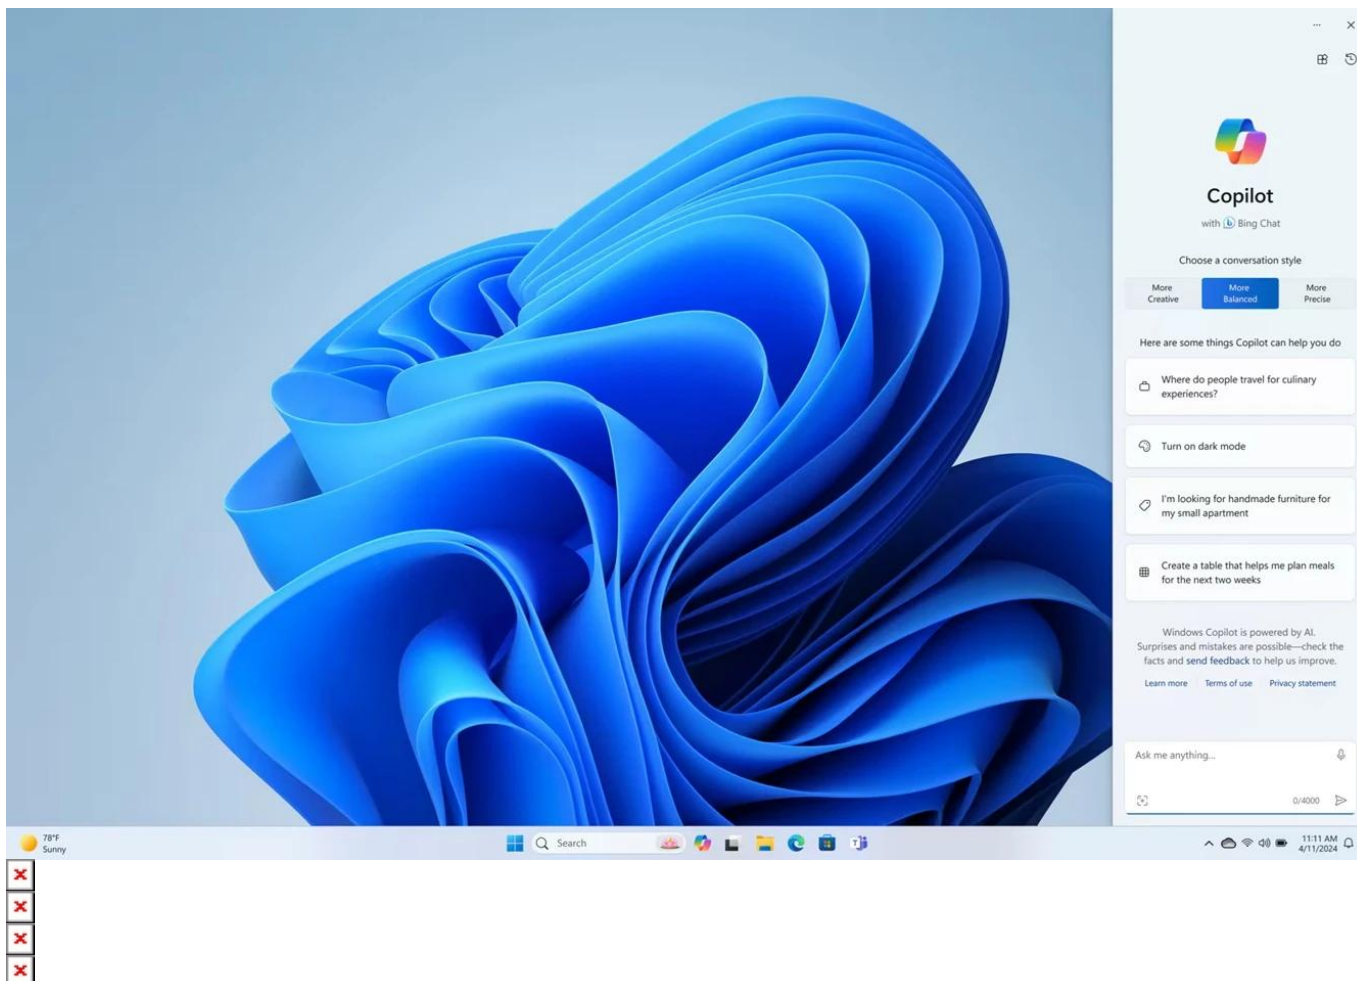 Copilot
with b Bing Chat
Choose a conversation style
More
Creative
More
Balanced
More
Precise
Here are some things Copilot can help you do
Where do people travel for culinary
experiences?
Turn on dark mode
I'm looking for handmade furniture for
my small apartment
Create a table that helps me plan meals
for the next two weeks
Windows Copilot is powered by AI.
Surprises and mistakes are possible—check the
facts and send feedback to help us improve.
Learn more Terms of use Privacy statement
Ask me anything...
0/4000
78°F
Sunny
Search
T
11:11 AM
4/11/2024